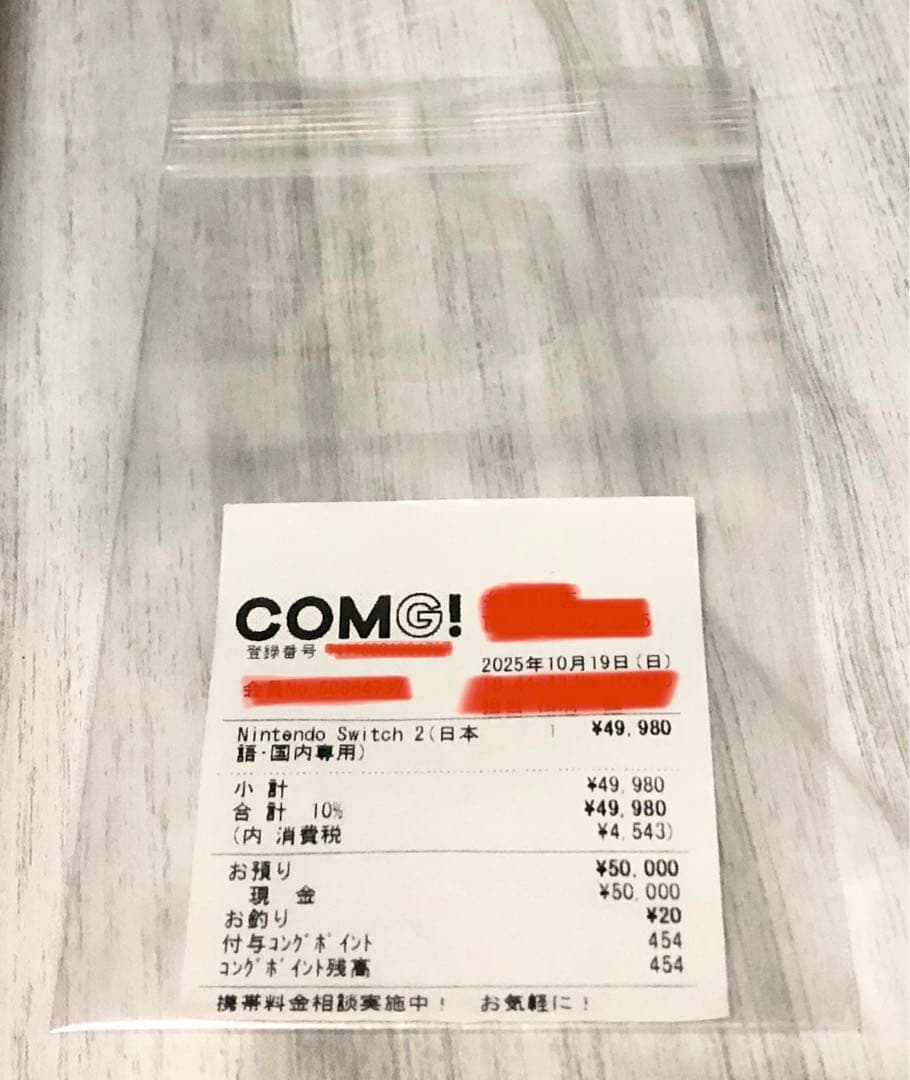 COMG!
登録番号
2025年10月19日(日)
Nintendo Switch 2(日本 1 ¥49,980
語・国内専用)
小計 ¥49,980
合計 10% ¥49,980
(内 消費税 ¥4,543)
お預り ¥50,000
現金 ¥50,000
お釣り ¥20
付与コングポイント 454
コングポイント残高 454
携帯料金相談実施中! お気軽に!